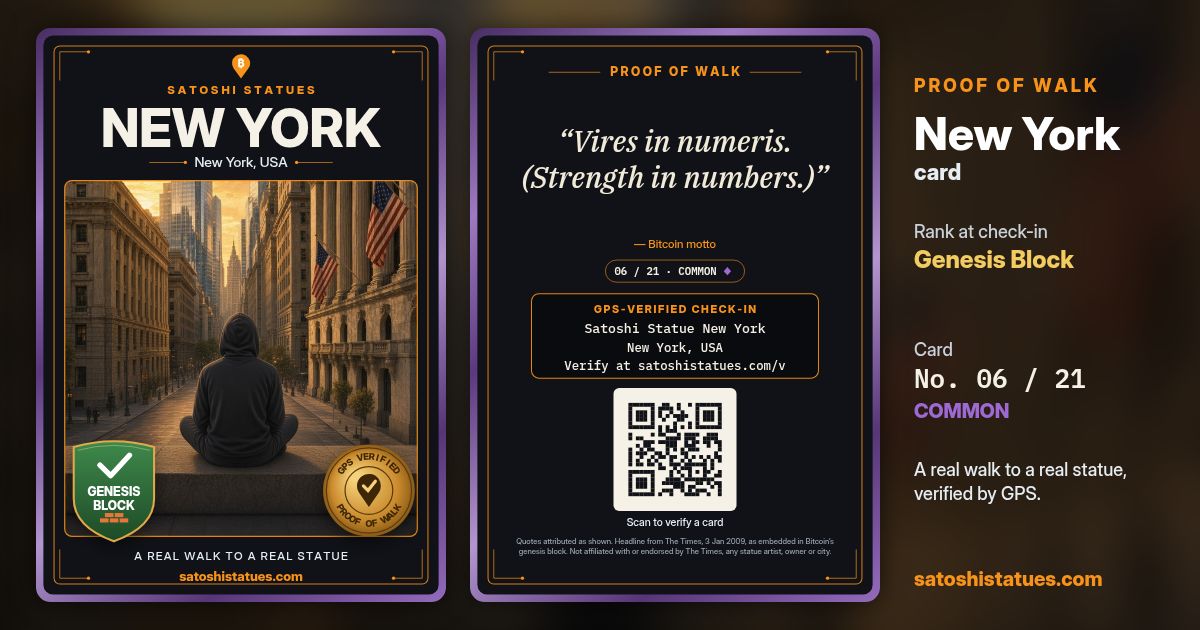 SATOSHI STATUES
NEW YORK
New York, USA
GENESIS
BLOCK
GPS VERIFIED
PROOF OF WALK
A REAL WALK TO A REAL STATUE
satoshistatues.com
PROOF OF WALK
“Vires in numeris.
(Strength in numbers.)”
— Bitcoin motto
06 / 21 · COMMON ♦
GPS-VERIFIED CHECK-IN
Satoshi Statue New York
New York, USA
Verify at satoshistatues.com/v
Scan to verify a card
Quotes attributed as shown. Headline from The Times, 3 Jan 2009, as embedded in Bitcoin's
genesis block. Not affiliated with or endorsed by The Times, any statue artist, owner or city.
PROOF OF WALK
New York
card
Rank at check-in
Genesis Block
Card
No. 06 / 21
COMMON
A real walk to a real statue,
verified by GPS.
satoshistatues.com